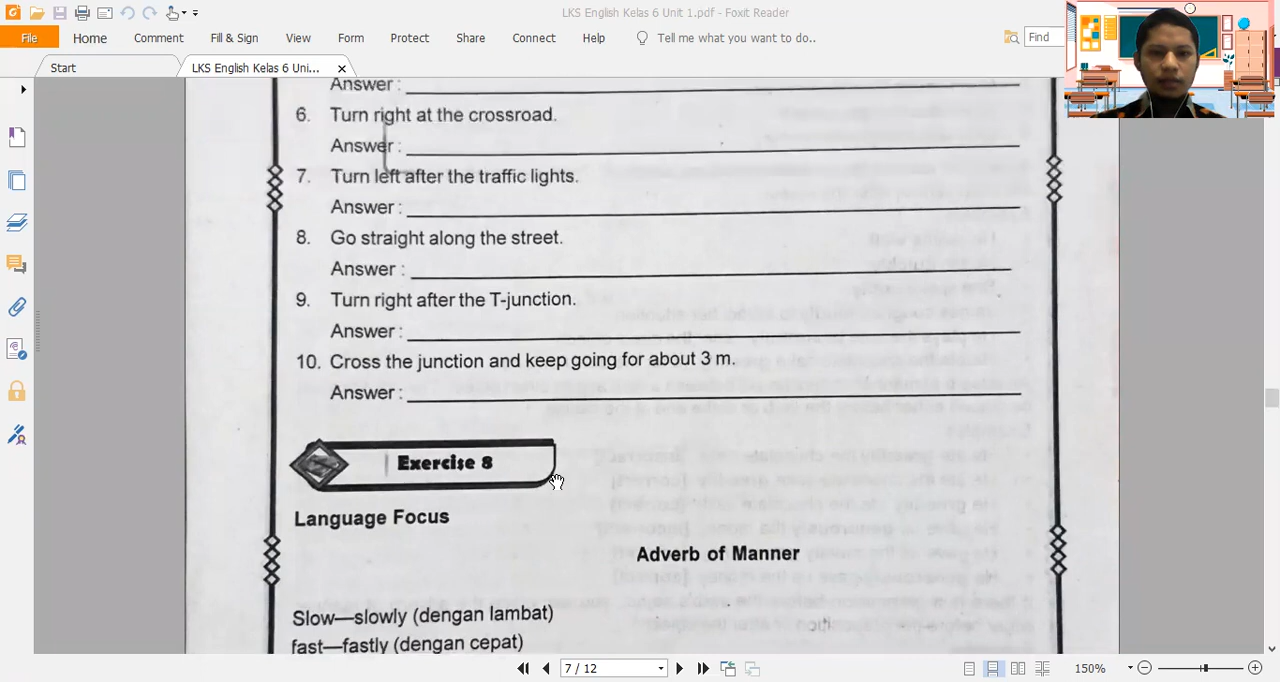 LKS English Kelas 6 Unit 1.pdf - Foxit Reader
File Home Comment Fill & Sign View Form Protect Share Connect Help Tell me what you want to do.. Find
Start LKS English Kelas 6 Uni... ×
Answer :
6. Turn right at the crossroad.
Answer :
7. Turn left after the traffic lights.
Answer :
8. Go straight along the street.
Answer :
9. Turn right after the T-junction.
Answer :
10. Cross the junction and keep going for about 3 m.
Answer :
Exercise 8
Language Focus
Adverb of Manner
Slow—slowly (dengan lambat)
fast—fastly (dengan cepat)
7 / 12 150%